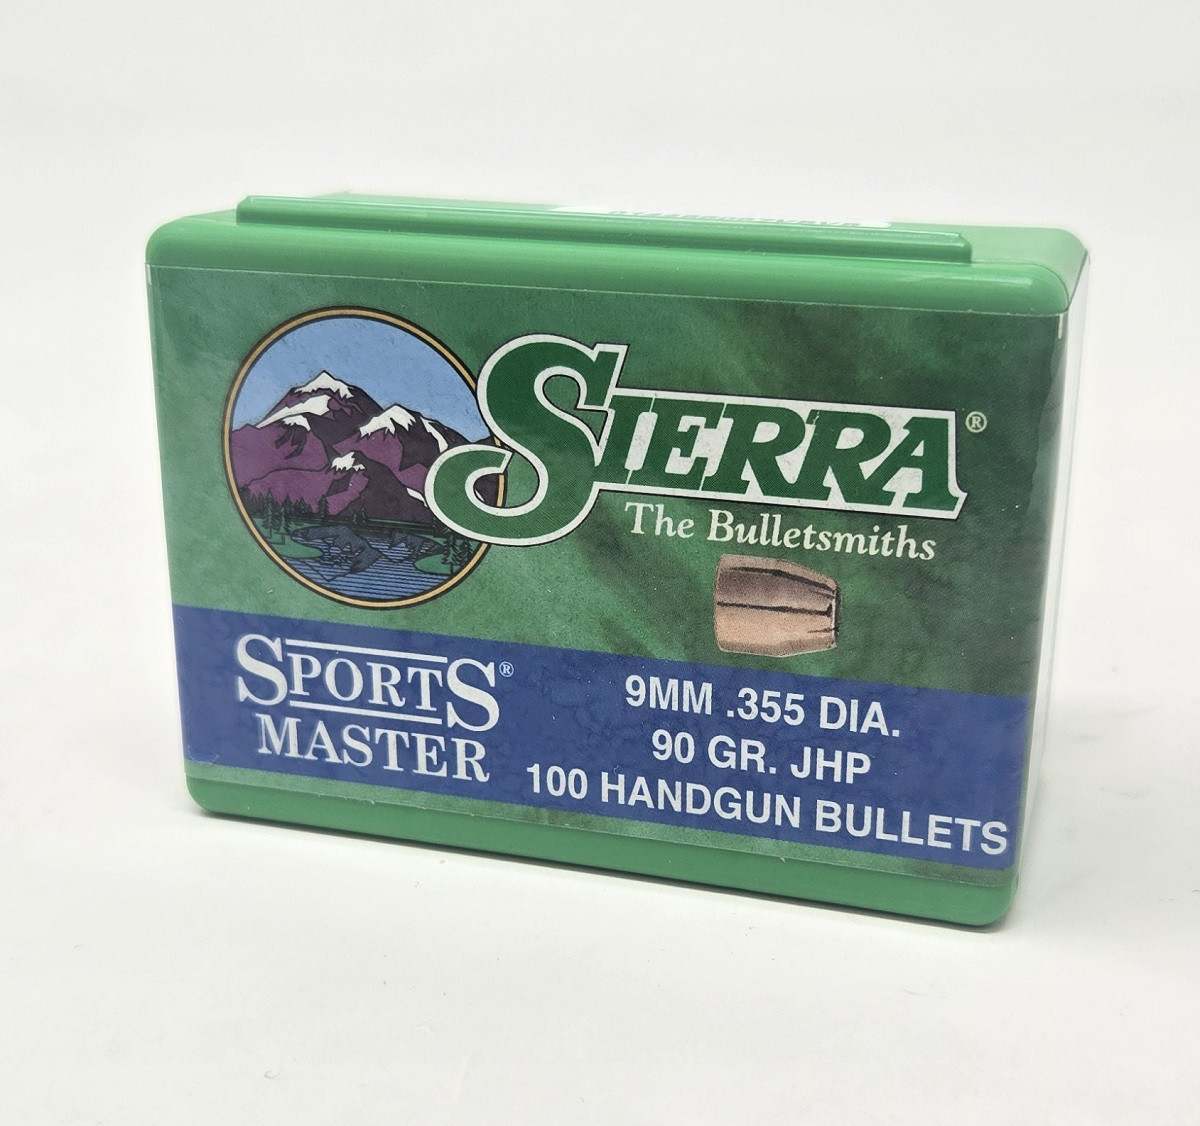 SIERRA®
The Bulletsmiths
SPORTS®
MASTER
9MM .355 DIA.
90 GR. JHP
100 HANDGUN BULLETS